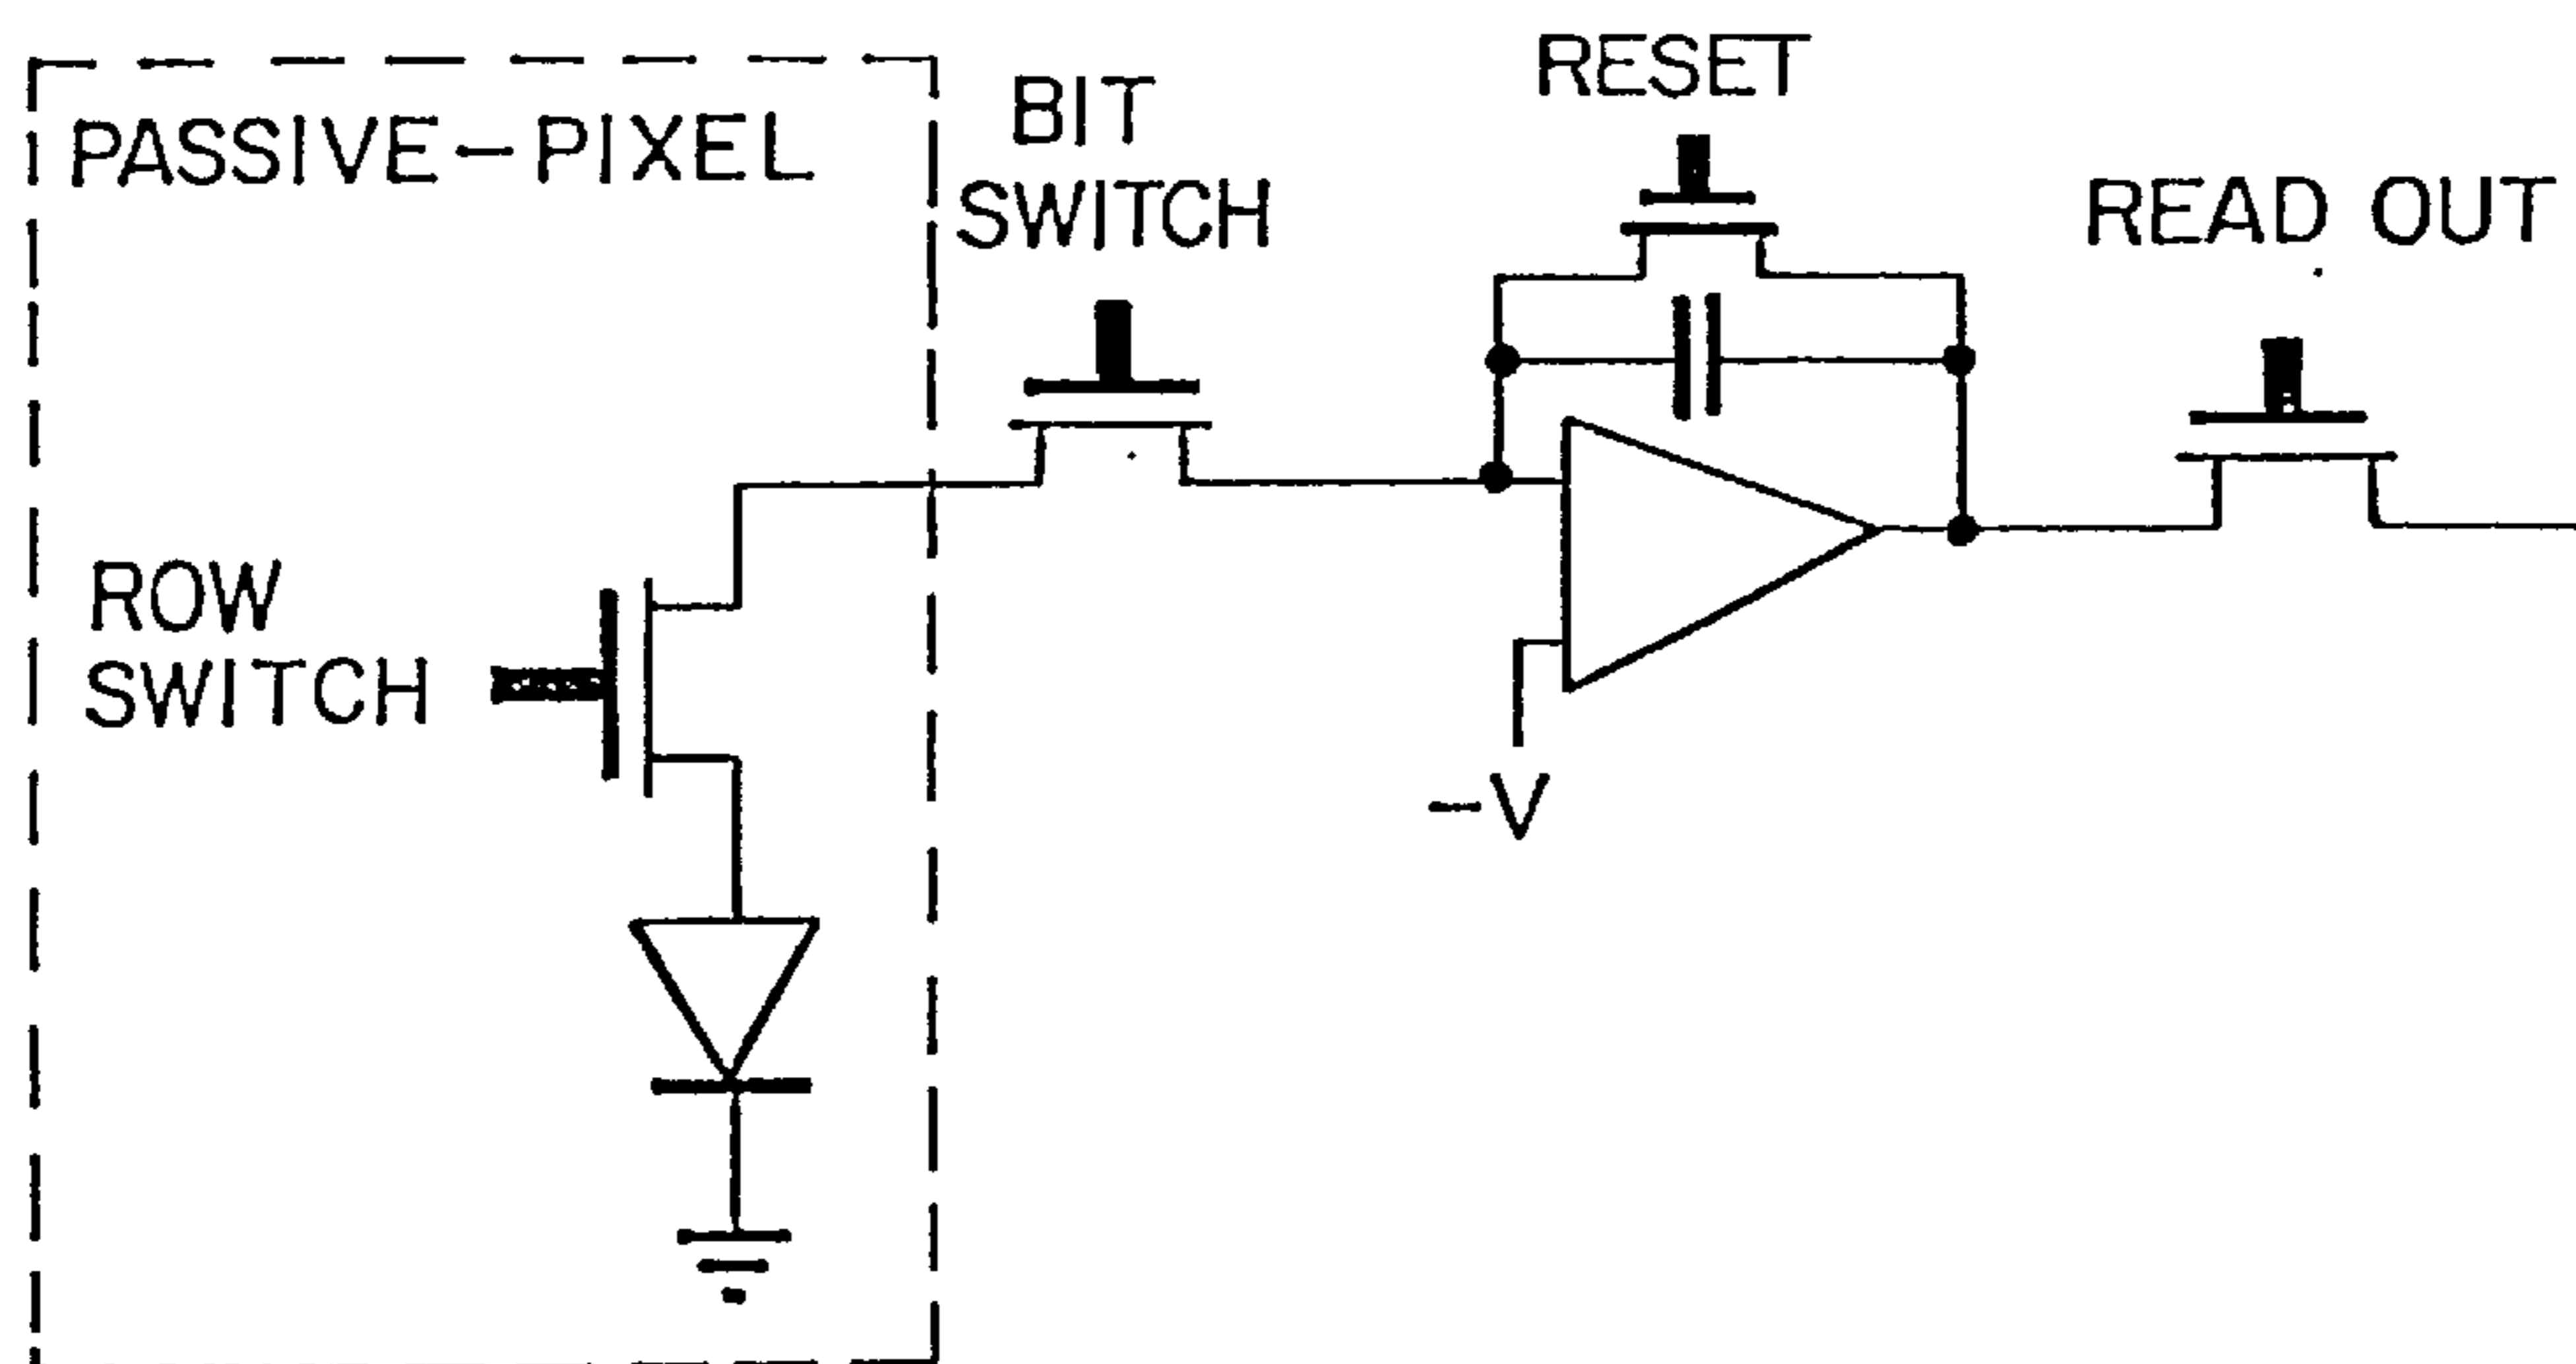 PASSIVE-PIXEL
BIT
SWITCH
RESET
READ OUT
ROW
SWITCH
-V